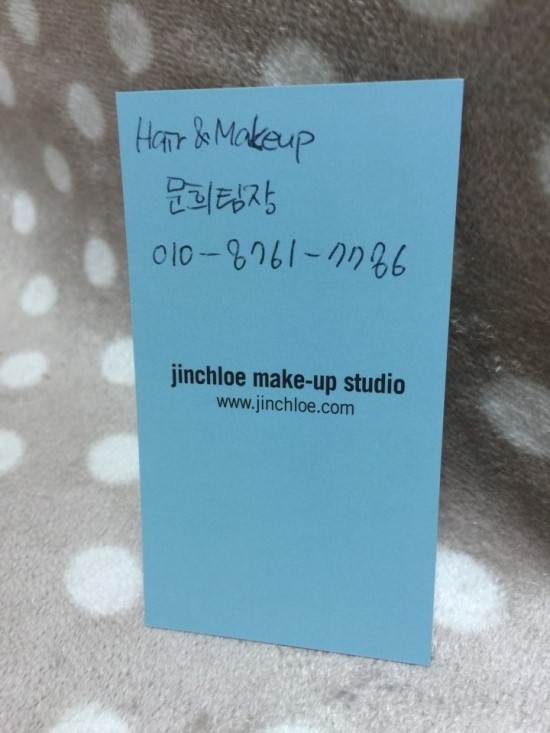 Hair & Makeup
문희팀장
010-8761-7786
jinchloe make-up studio
www.jinchloe.com